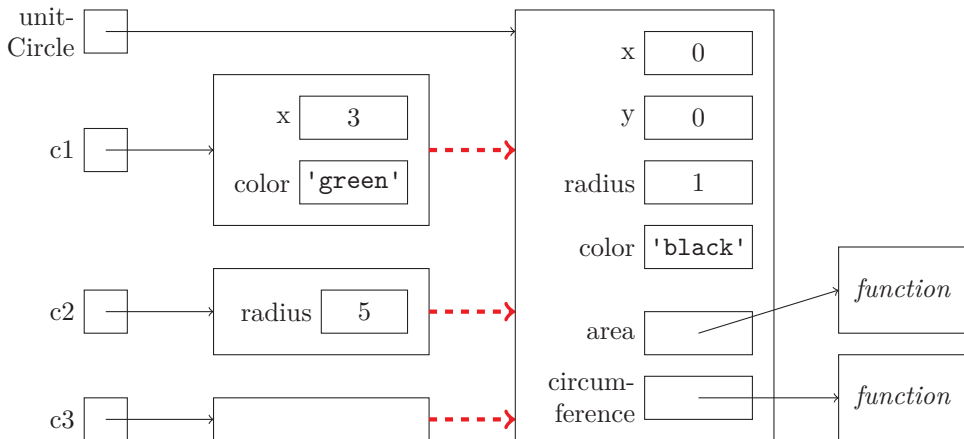 unit-
Circle
x 0
c1
x 3
color 'green'
y 0
radius 1
color 'black'
c2
radius 5
area
function
circum-
ference
function
c3